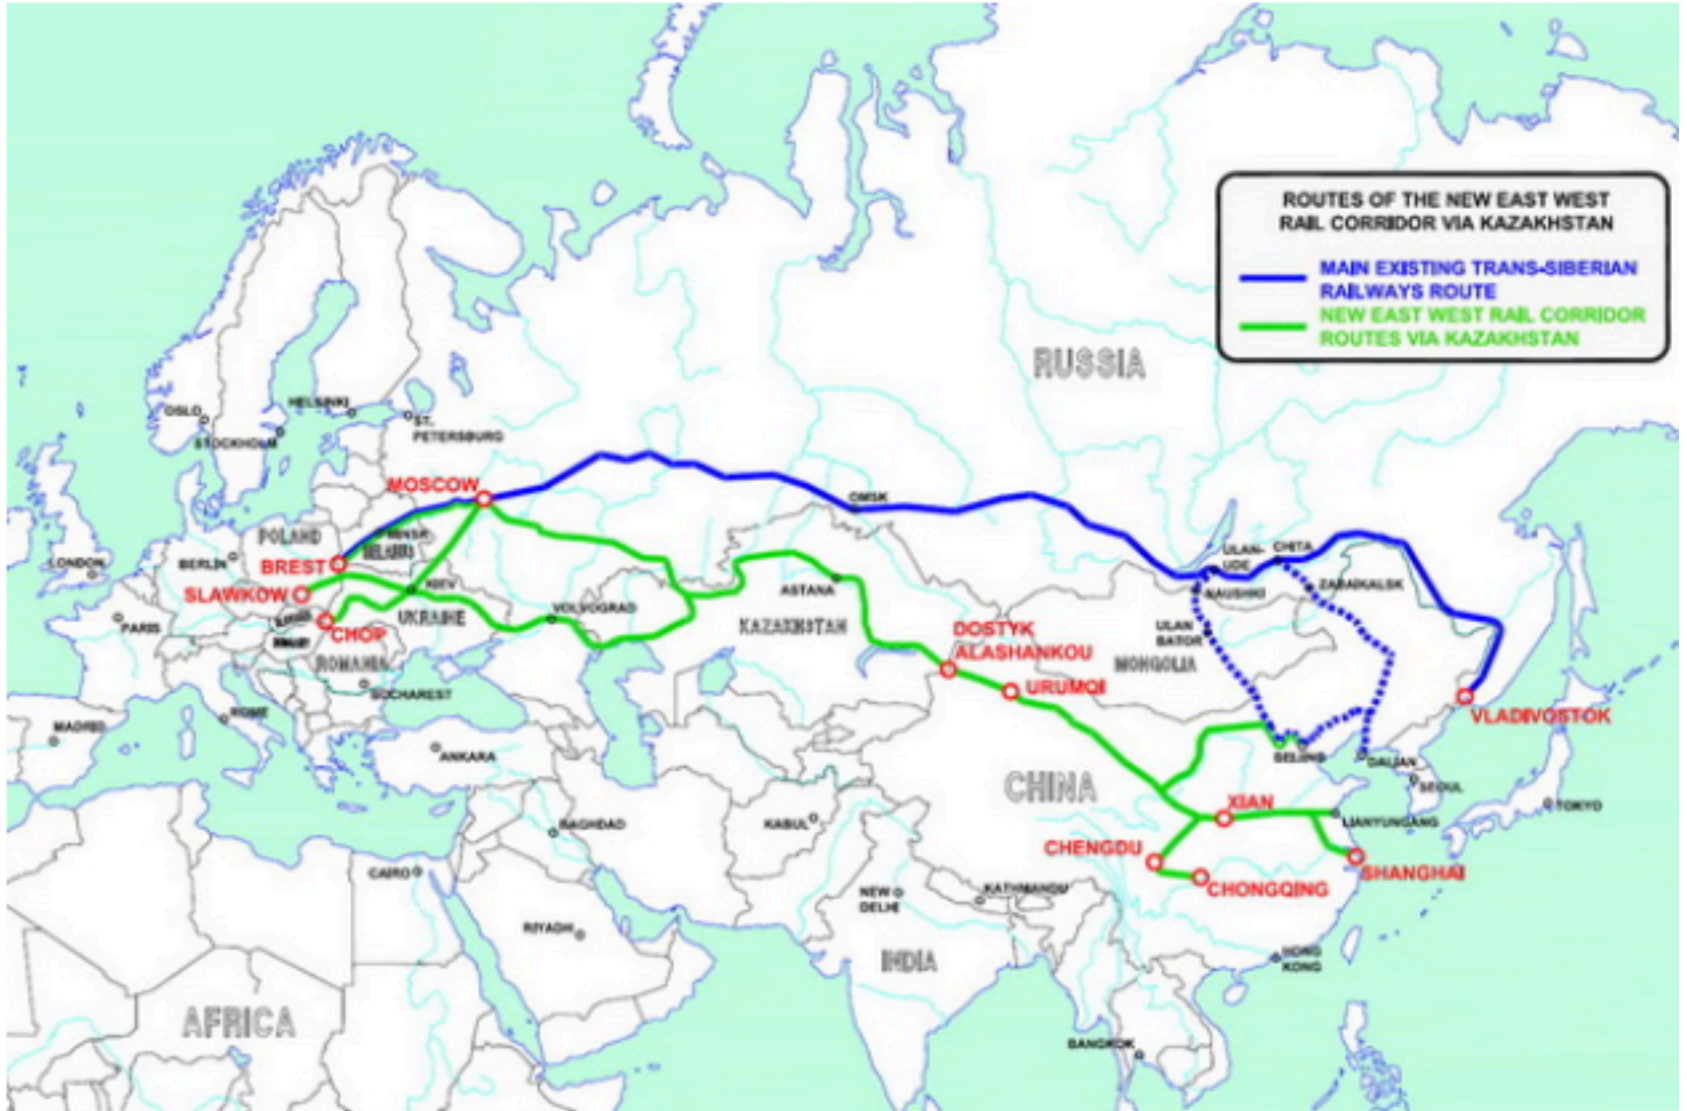 ROUTES OF THE NEW EAST WEST
RAIL CORRIDOR VIA KAZAKHSTAN
MAIN EXISTING TRANS-SIBERIAN
RAILWAYS ROUTE
NEW EAST WEST RAIL CORRIDOR
ROUTES VIA KAZAKHSTAN
RUSSIA
OSLO
HELSINKI
STOCKHOLM
ST.
PETERSBURG
MOSCOW
OMSK
MINSK
POLAND
BELARUS
LONDON
BERLIN
BREST
SLAWKOW
KIEV
UKRAINE
PARIS
CHOP
ROMANIA
BUCHAREST
VOLVOGRAD
ASTANA
KAZAKHSTAN
ULAN-
UDE
CHITA
NAUSHKI
ZABAIKALSK
ULAN
BATOR
MONGOLIA
DOSTYK
ALASHANKOU
URUMQI
VLADIVOSTOK
MADRID
ROME
ANKARA
BEIJING
DALIAN
SEOUL
TOKYO
CHINA
XIAN
LIANYUNGANG
BAGHDAD
KABUL
CHENGDU
CHONGQING
SHANGHAI
CAIRO
NEW
DELHI
KATHMANDU
RIYADH
INDIA
HONG
KONG
AFRICA
BANGKOK